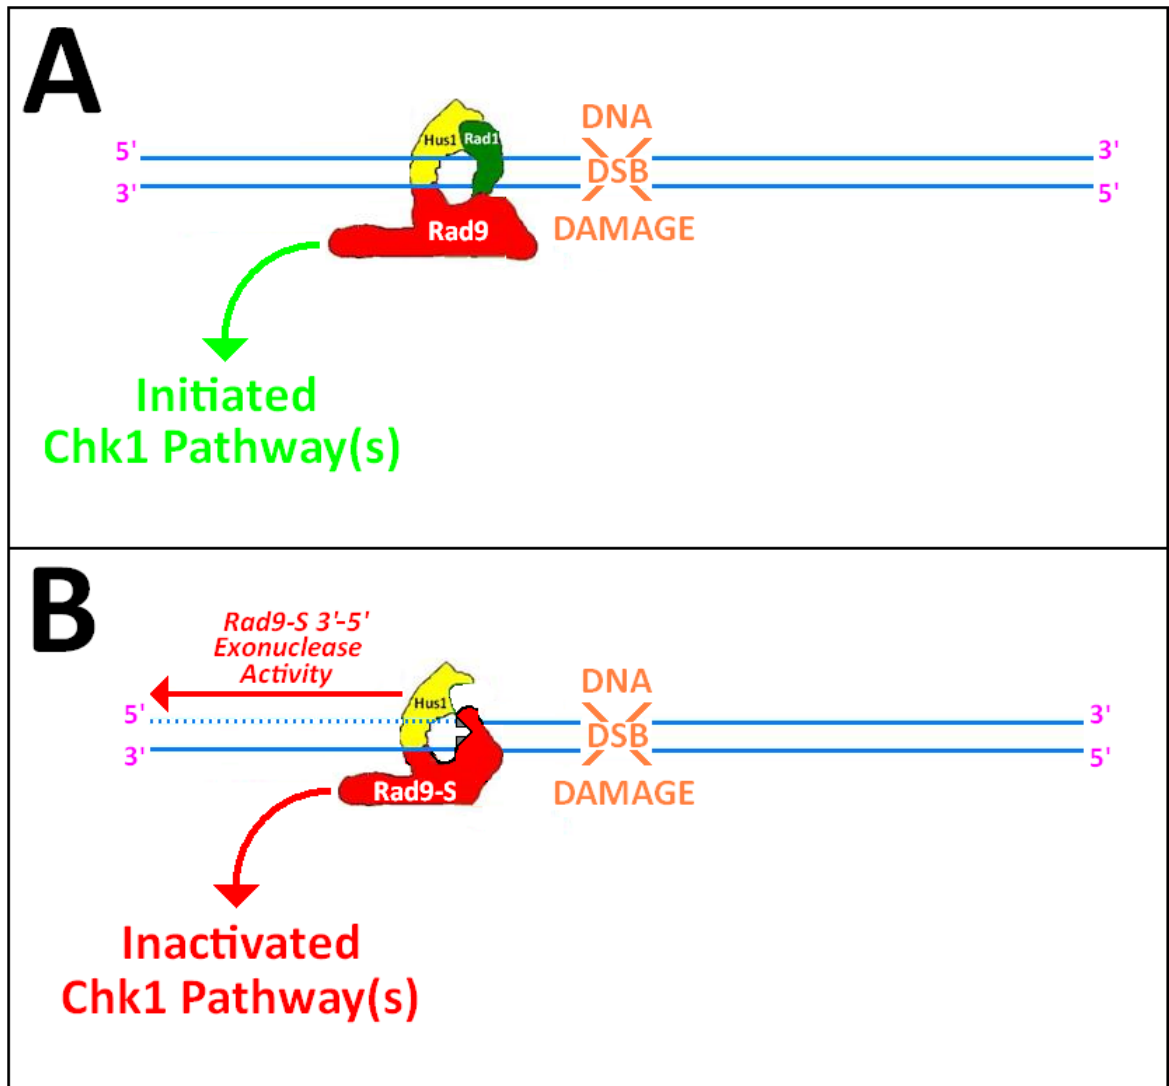 A
DNA
Hus1 Rad1
5'
3'
DSB
3'
5'
Rad9
DAMAGE
Initiated
Chk1 Pathway(s)
B
Rad9-S 3'-5'
Exonuclease
Activity
DNA
Hus1
5'
3'
DSB
3'
5'
Rad9-S
DAMAGE
Inactivated
Chk1 Pathway(s)